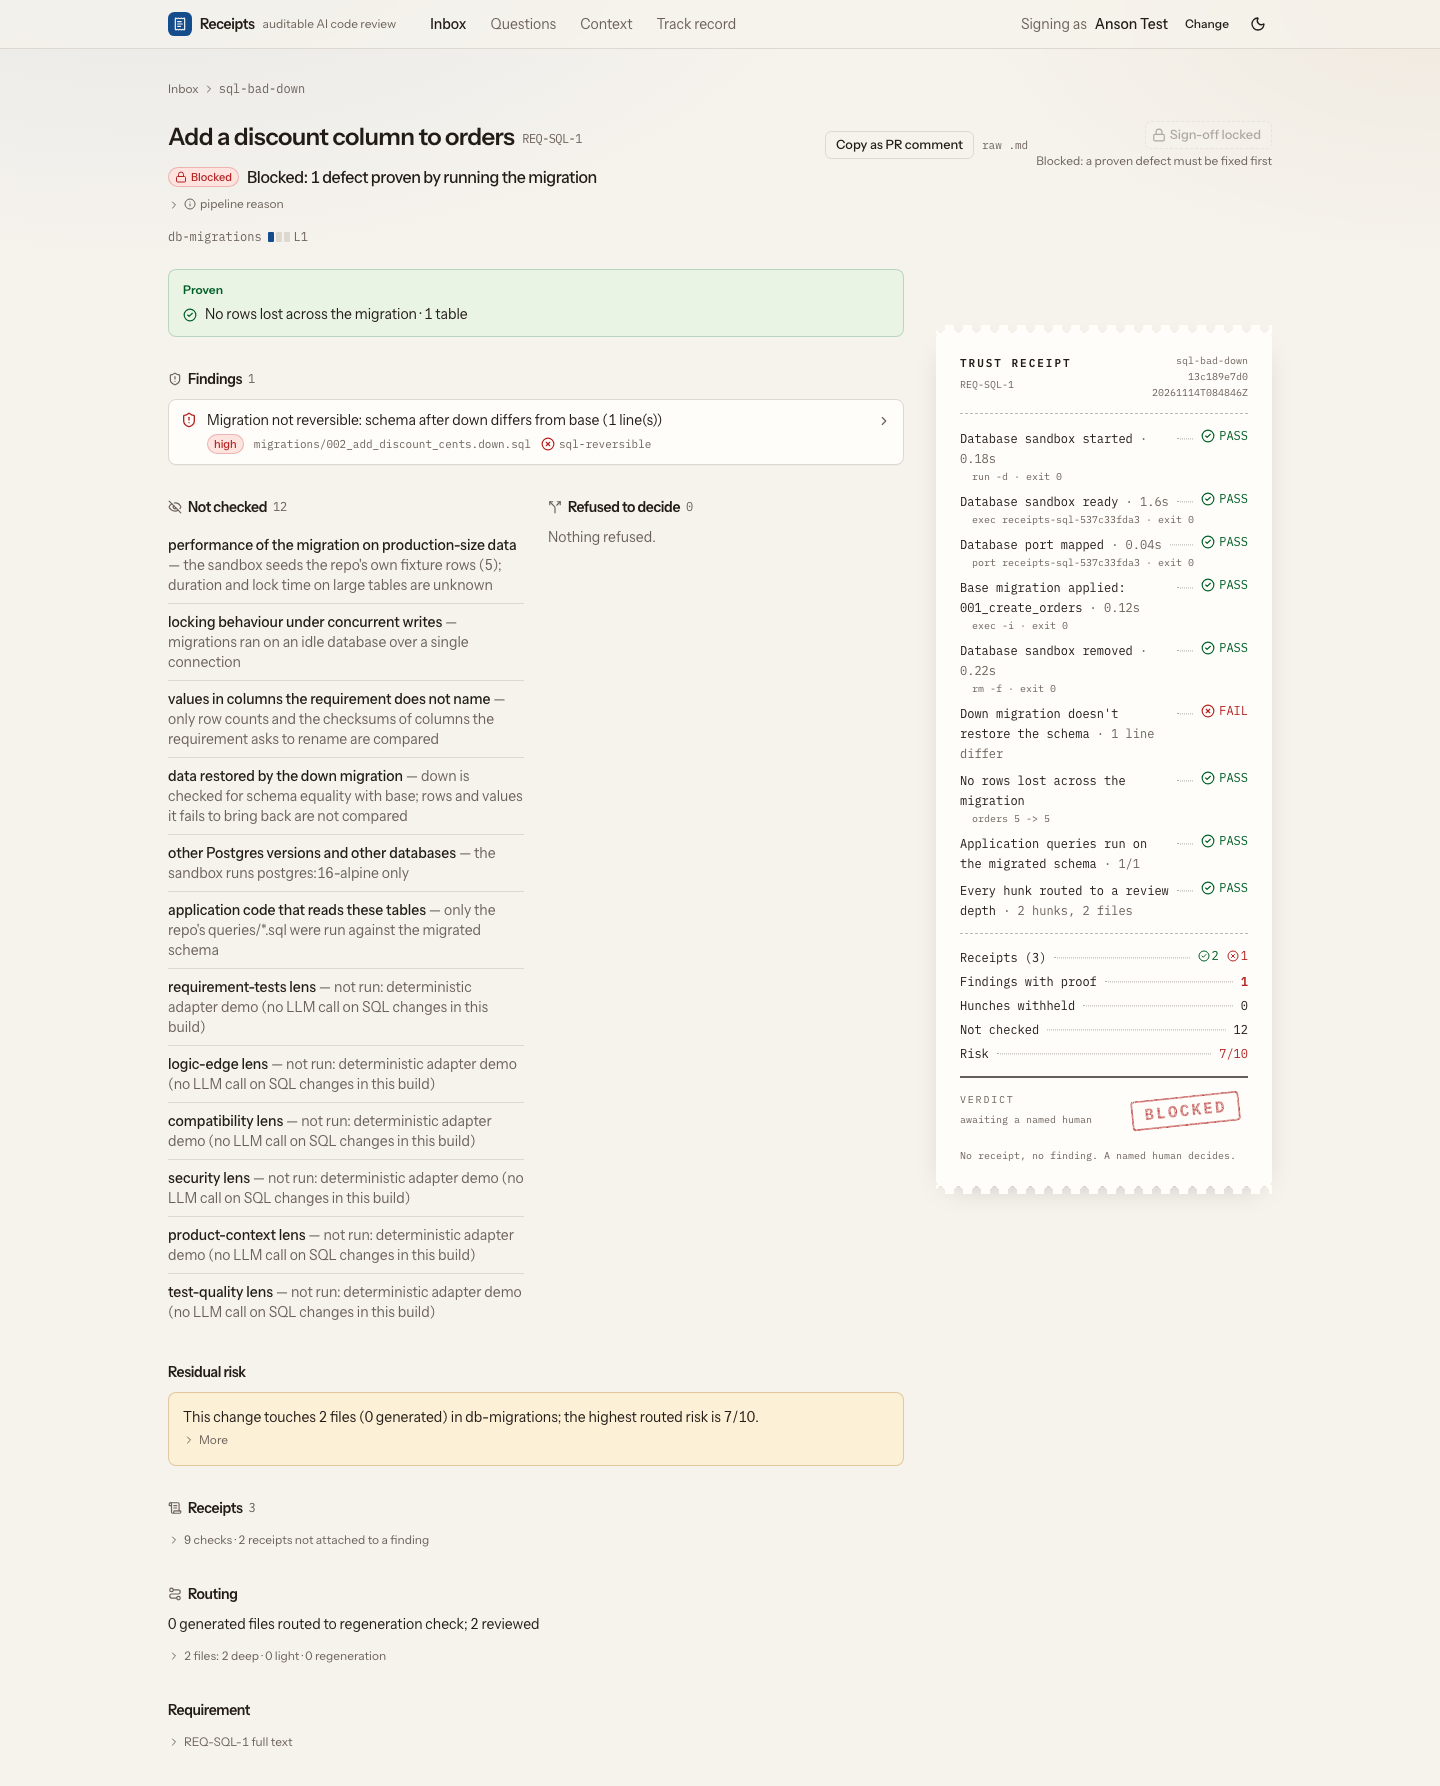 Receipts auditable AI code review Inbox Questions Context Track record Signing as Anson Test Change
Inbox > sql-bad-down
Add a discount column to orders REQ-SQL-1
Copy as PR comment raw .md
Sign-off locked
Blocked: a proven defect must be fixed first
Blocked Blocked: 1 defect proven by running the migration
pipeline reason
db-migrations L1
Proven
No rows lost across the migration · 1 table
Findings 1
Migration not reversible: schema after down differs from base (1 line(s))
high migrations/002_add_discount_cents.down.sql sql-reversible
Not checked 12
performance of the migration on production-size data
— the sandbox seeds the repo's own fixture rows (5);
duration and lock time on large tables are unknown
locking behaviour under concurrent writes —
migrations ran on an idle database over a single
connection
values in columns the requirement does not name —
only row counts and the checksums of columns the
requirement asks to rename are compared
data restored by the down migration — down is
checked for schema equality with base; rows and values
it fails to bring back are not compared
other Postgres versions and other databases — the
sandbox runs postgres:16-alpine only
application code that reads these tables — only the
repo's queries/*.sql were run against the migrated
schema
requirement-tests lens — not run: deterministic
adapter demo (no LLM call on SQL changes in this
build)
logic-edge lens — not run: deterministic adapter demo
(no LLM call on SQL changes in this build)
compatibility lens — not run: deterministic adapter
demo (no LLM call on SQL changes in this build)
security lens — not run: deterministic adapter demo (no
LLM call on SQL changes in this build)
product-context lens — not run: deterministic adapter
demo (no LLM call on SQL changes in this build)
test-quality lens — not run: deterministic adapter demo
(no LLM call on SQL changes in this build)
Refused to decide 0
Nothing refused.
Residual risk
This change touches 2 files (0 generated) in db-migrations; the highest routed risk is 7/10.
More
Receipts 3
9 checks · 2 receipts not attached to a finding
Routing
0 generated files routed to regeneration check; 2 reviewed
2 files: 2 deep · 0 light · 0 regeneration
Requirement
REQ-SQL-1 full text
TRUST RECEIPT sql-bad-down
13c189e7d0
REQ-SQL-1
20261114T084846Z
Database sandbox started · PASS
0.18s
run -d · exit 0
Database sandbox ready · 1.6s PASS
exec receipts-sql-537c33fda3 · exit 0
Database port mapped · 0.04s PASS
port receipts-sql-537c33fda3 · exit 0
Base migration applied: PASS
001_create_orders · 0.12s
exec -i · exit 0
Database sandbox removed · PASS
0.22s
rm -f · exit 0
Down migration doesn't FAIL
restore the schema · 1 line
differ
No rows lost across the PASS
migration
orders 5 -> 5
Application queries run on PASS
the migrated schema · 1/1
Every hunk routed to a review PASS
depth · 2 hunks, 2 files
Receipts (3) 2 1
Findings with proof 1
Hunches withheld 0
Not checked 12
Risk 7/10
VERDICT
awaiting a named human
BLOCKED
No receipt, no finding. A named human decides.